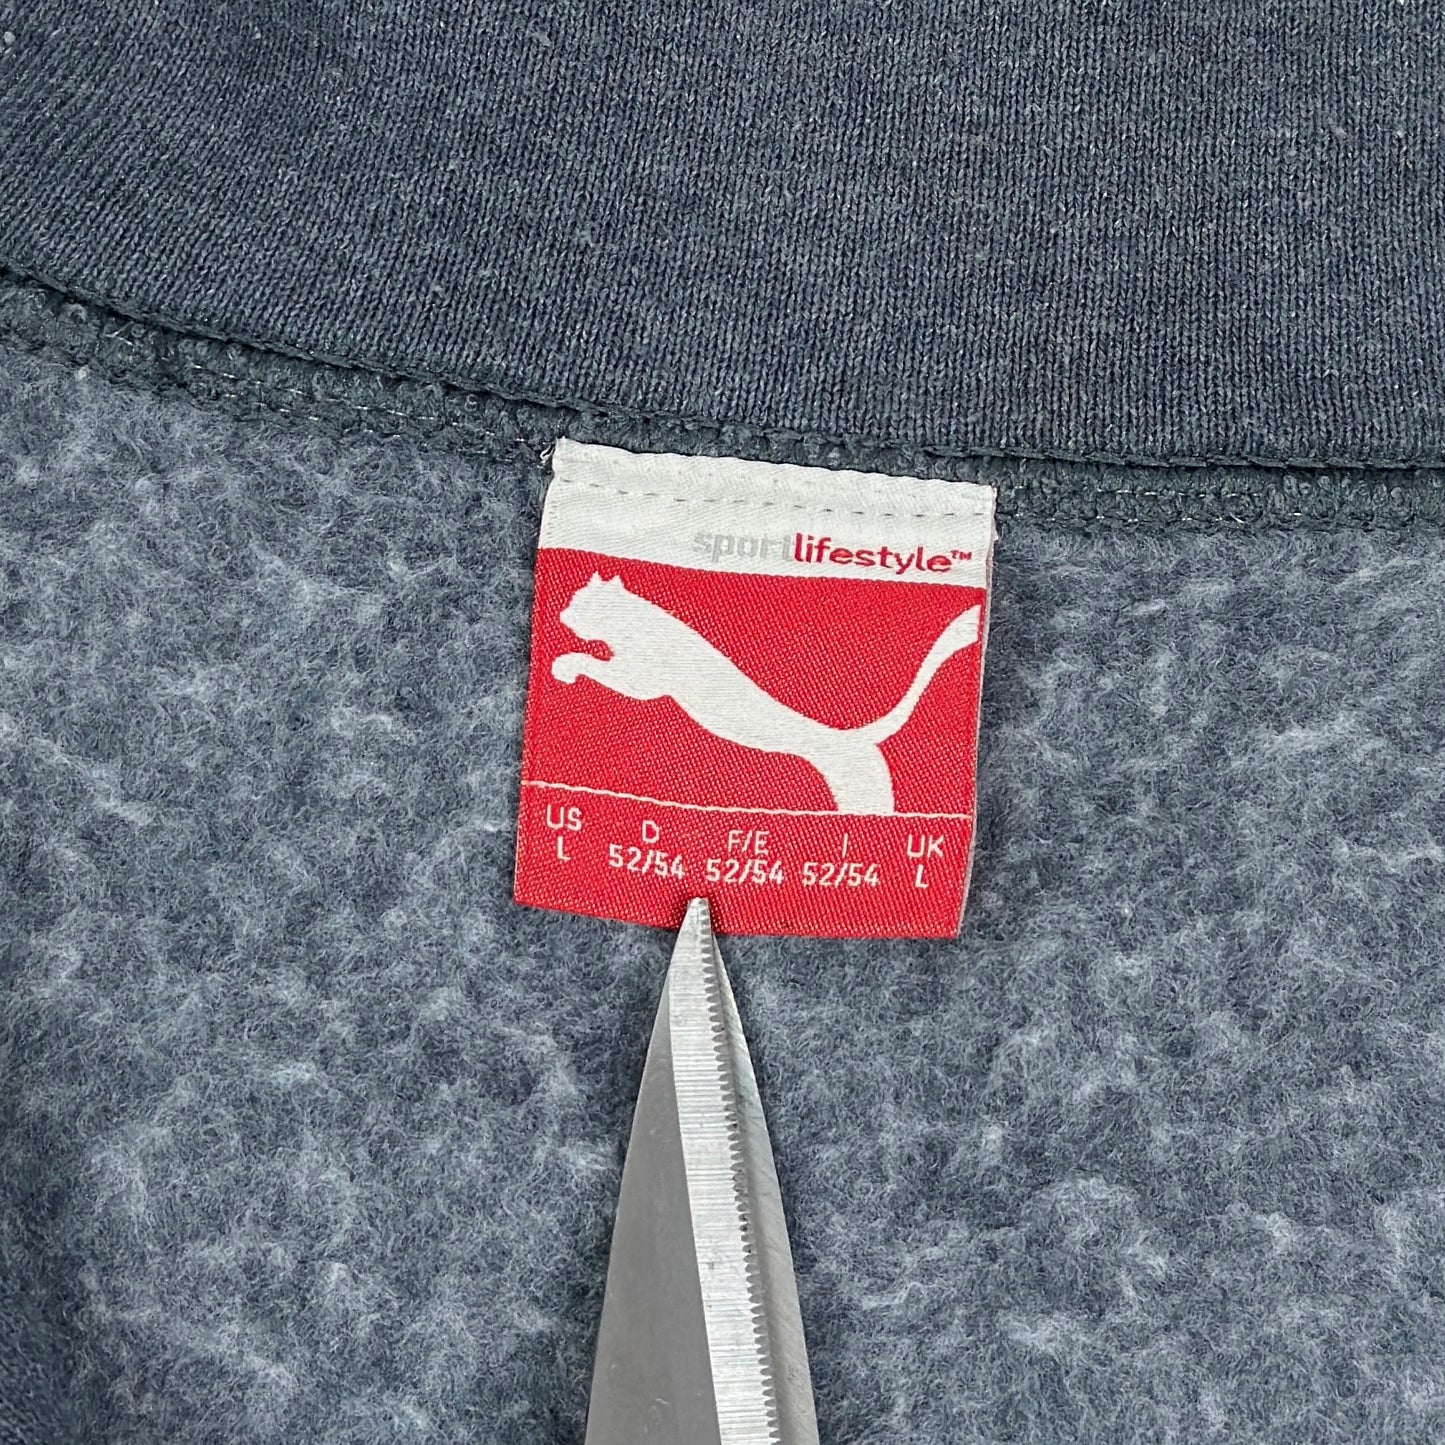 sportlifestyle™
US D F/E I UK
L 52/54 52/54 52/54 L